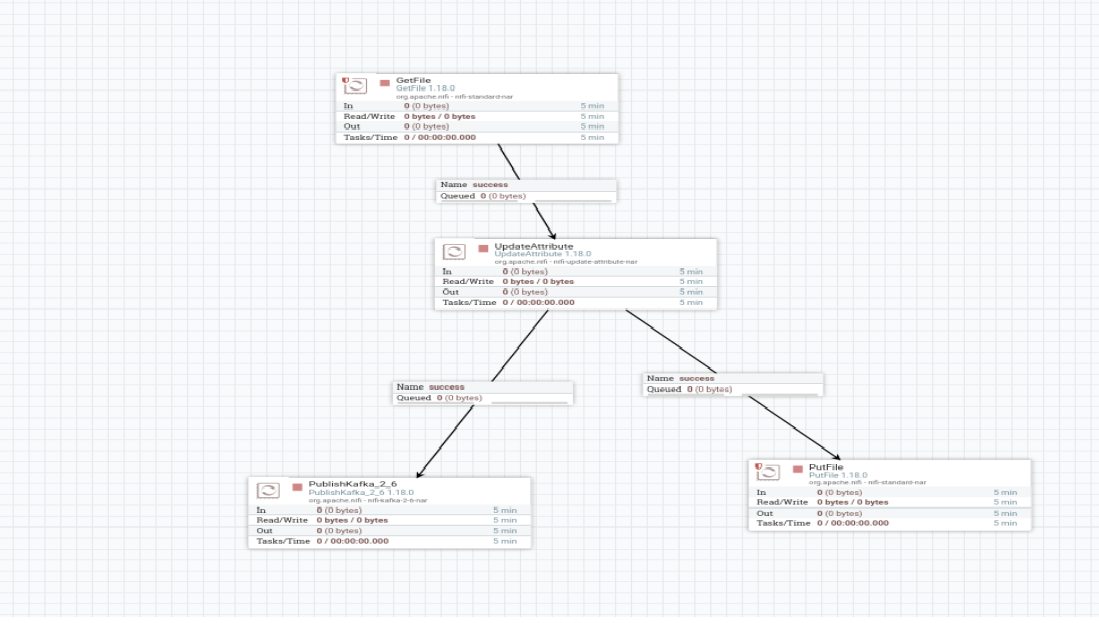 GetFile
GetFile 1.18.0
org.apache.nifi - nifi-standard-nar
In 0 (0 bytes) 5 min
Read/Write 0 bytes / 0 bytes 5 min
Out 0 (0 bytes) 5 min
Tasks/Time 0 / 00:00:00.000 5 min
Name success
Queued 0 (0 bytes)
UpdateAttribute
UpdateAttribute 1.18.0
org.apache.nifi - nifi-update-attribute-nar
In 0 (0 bytes) 5 min
Read/Write 0 bytes / 0 bytes 5 min
Out 0 (0 bytes) 5 min
Tasks/Time 0 / 00:00:00.000 5 min
Name success
Queued 0 (0 bytes)
Name success
Queued 0 (0 bytes)
PublishKafka_2_6
PublishKafka_2_6 1.18.0
org.apache.nifi - nifi-kafka-2-6-nar
In 0 (0 bytes) 5 min
Read/Write 0 bytes / 0 bytes 5 min
Out 0 (0 bytes) 5 min
Tasks/Time 0 / 00:00:00.000 5 min
PutFile
PutFile 1.18.0
org.apache.nifi - nifi-standard-nar
In 0 (0 bytes) 5 min
Read/Write 0 bytes / 0 bytes 5 min
Out 0 (0 bytes) 5 min
Tasks/Time 0 / 00:00:00.000 5 min